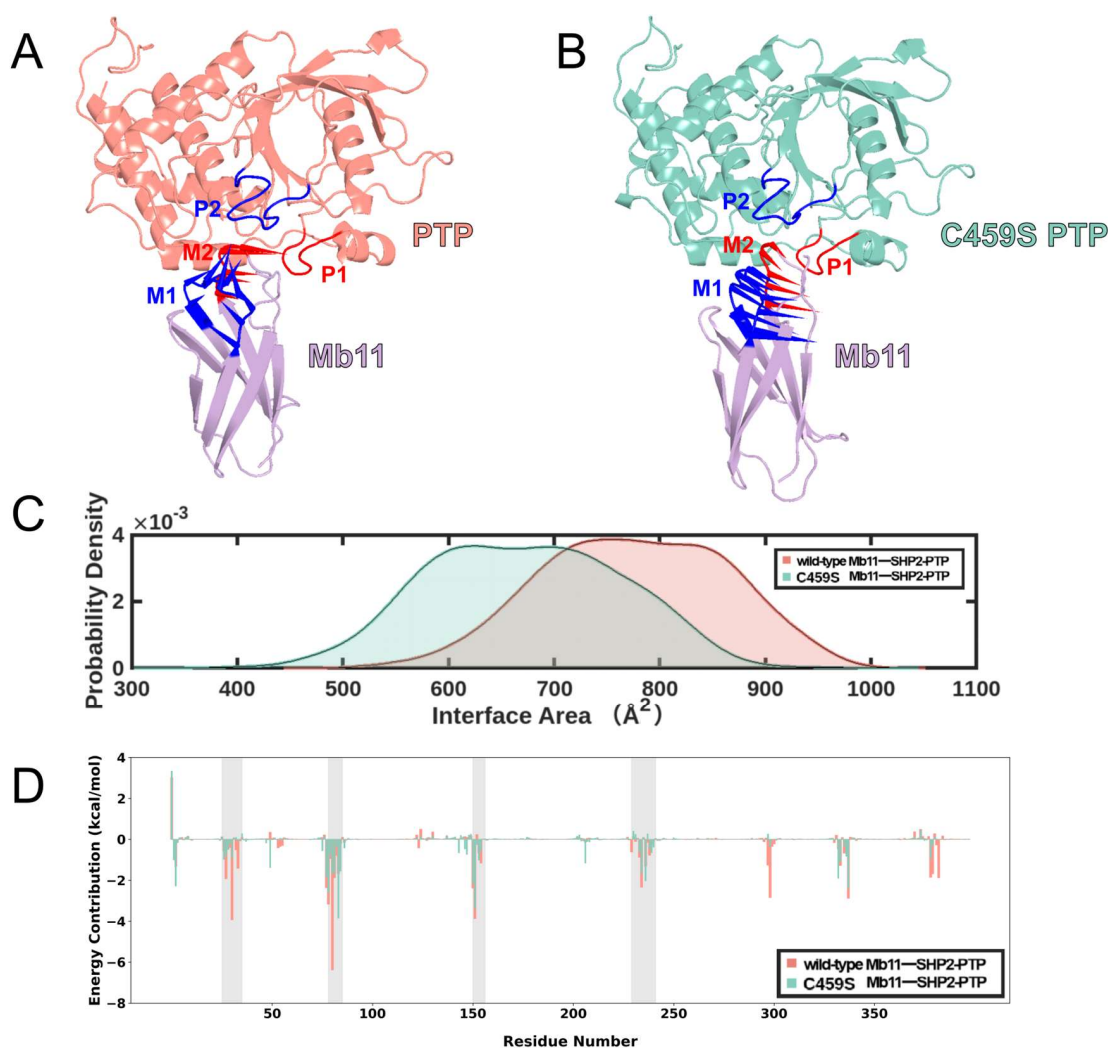 A
B
P2
PTP
M2
P1
M1
Mb11
P2
C459S PTP
M2
P1
M1
Mb11
C
×10⁻³
Probability Density
4
2
0
wild-type Mb11—SHP2-PTP
C459S Mb11—SHP2-PTP
300 400 500 600 700 800 900 1000 1100
Interface Area (Å²)
D
Energy Contribution (kcal/mol)
4
2
0
−2
−4
−6
−8
wild-type Mb11—SHP2-PTP
C459S Mb11—SHP2-PTP
50 100 150 200 250 300 350
Residue Number